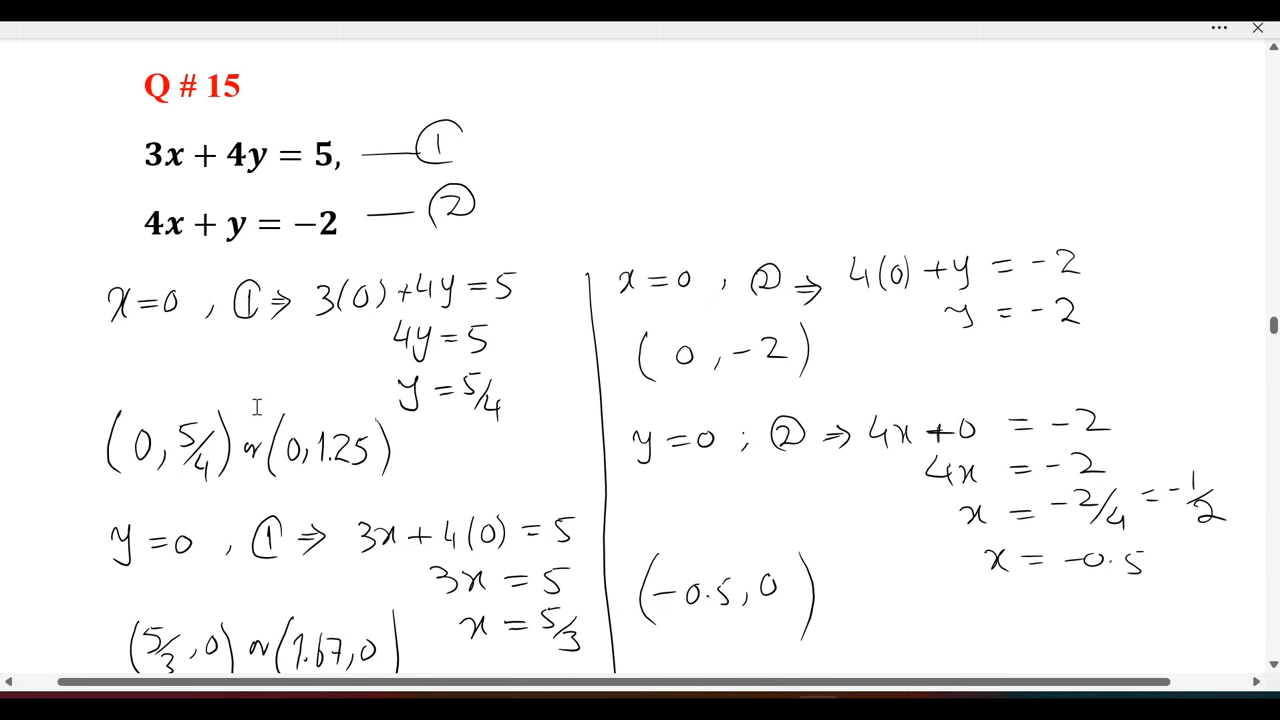 Q # 15
3x + 4y = 5, — ①
4x + y = −2 — ②
x=0 , ① ⇒ 3(0)+4y=5
4y=5
y = 5/4
(0, 5/4) or (0, 1.25)
y=0 , ① ⇒ 3x+4(0)=5
3x = 5
x = 5/3
(5/3, 0) or (1.67, 0)
x=0 , ② ⇒ 4(0)+y = -2
y = -2
(0, -2)
y=0 ; ② ⇒ 4x+0 = -2
4x = -2
x = -2/4 = -1/2
x = -0.5
(-0.5, 0)